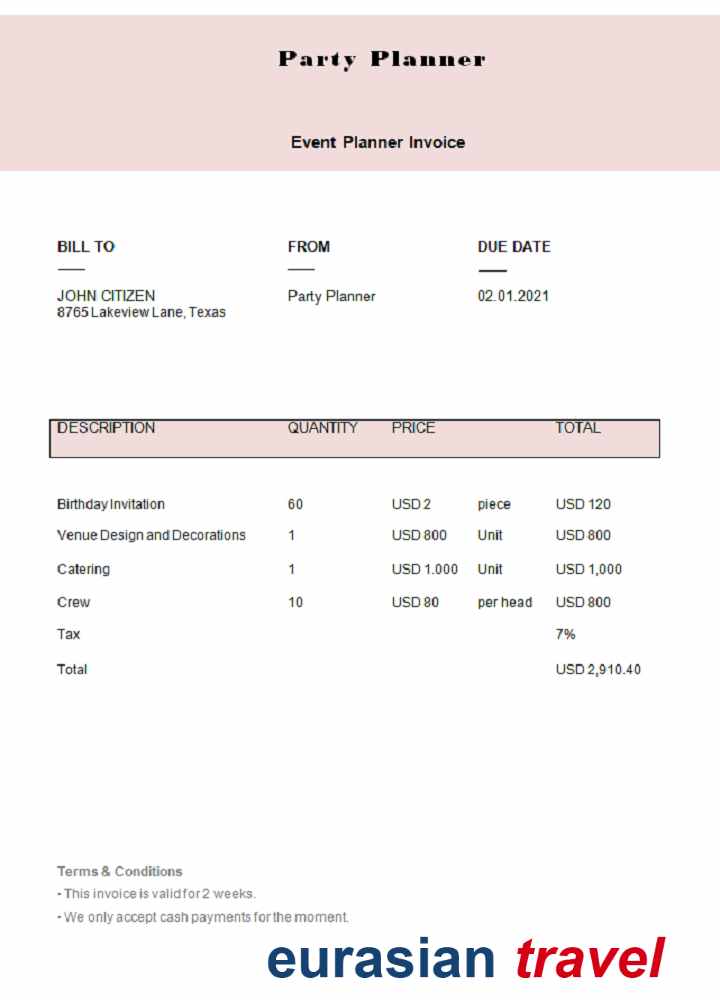 Party Planner
Event Planner Invoice
BILL TO FROM DUE DATE
JOHN CITIZEN Party Planner 02.01.2021
8765 Lakeview Lane, Texas
DESCRIPTION QUANTITY PRICE TOTAL
Birthday Invitation 60 USD 2 piece USD 120
Venue Design and Decorations 1 USD 800 Unit USD 800
Catering 1 USD 1.000 Unit USD 1,000
Crew 10 USD 80 per head USD 800
Tax 7%
Total USD 2,910.40
Terms & Conditions
- This invoice is valid for 2 weeks.
- We only accept cash payments for the moment.
eurasian travel